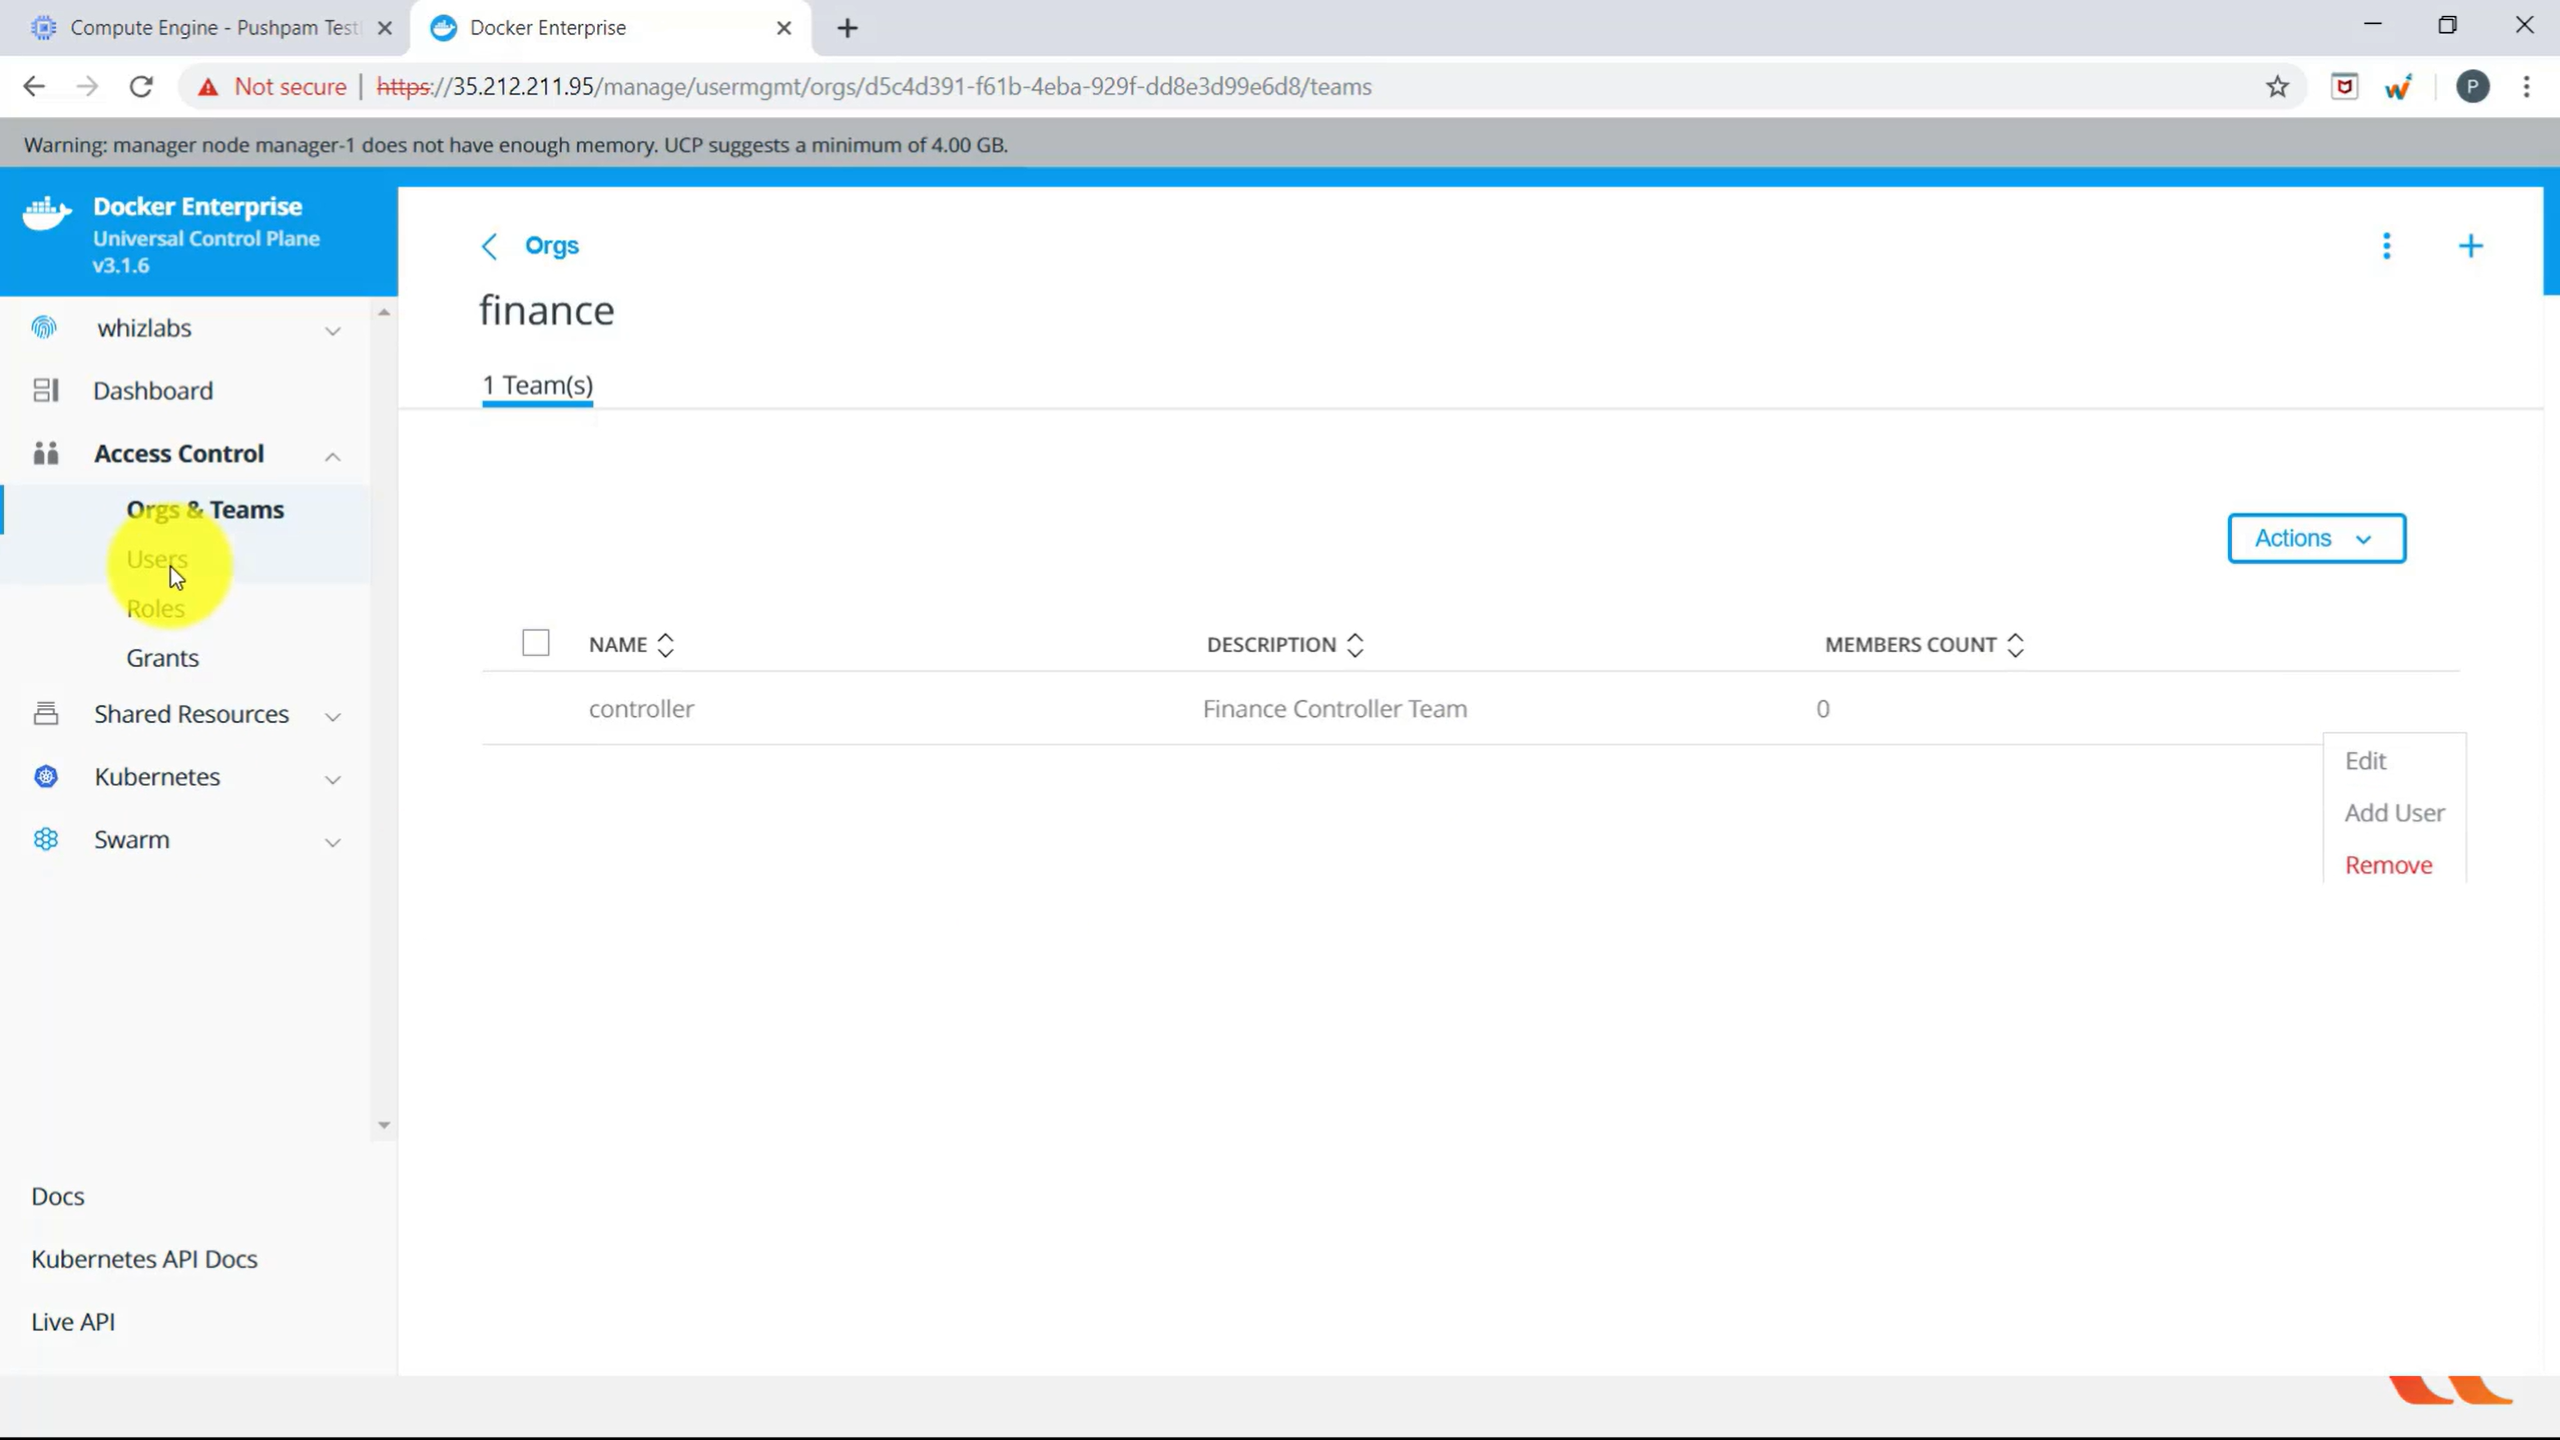 Compute Engine - Pushpam Test
Docker Enterprise
Not secure | https://35.212.211.95/manage/usermgmt/orgs/d5c4d391-f61b-4eba-929f-dd8e3d99e6d8/teams
P
Warning: manager node manager-1 does not have enough memory. UCP suggests a minimum of 4.00 GB.
Docker Enterprise
Universal Control Plane
v3.1.6
whizlabs
Dashboard
Access Control
Orgs & Teams
Users
Roles
Grants
Shared Resources
Kubernetes
Swarm
Docs
Kubernetes API Docs
Live API
Orgs
finance
1 Team(s)
Actions
NAME DESCRIPTION MEMBERS COUNT
controller Finance Controller Team 0
Edit
Add User
Remove